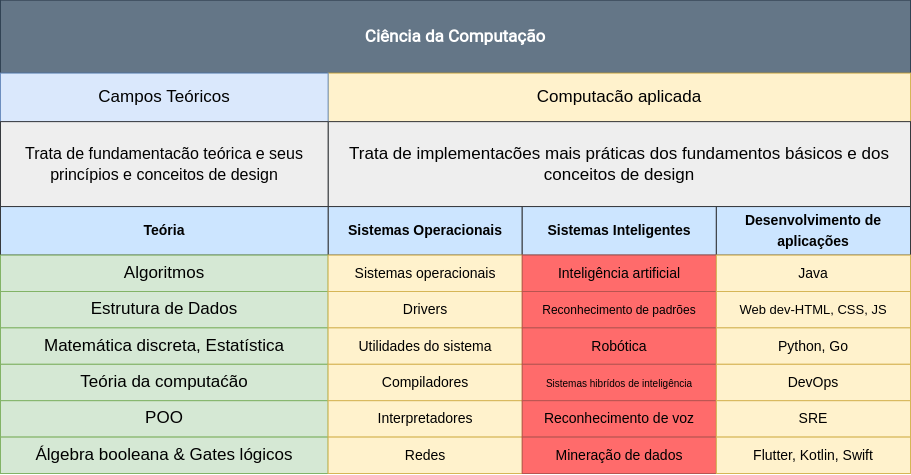 Ciência da Computação
Campos Teóricos
Computacão aplicada
Trata de fundamentacão teórica e seus
princípios e conceitos de design
Trata de implementacões mais práticas dos fundamentos básicos e dos
conceitos de design
Teória
Sistemas Operacionais
Sistemas Inteligentes
Desenvolvimento de
aplicações
Algoritmos
Sistemas operacionais
Inteligência artificial
Java
Estrutura de Dados
Drivers
Reconhecimento de padrões
Web dev-HTML, CSS, JS
Matemática discreta, Estatística
Utilidades do sistema
Robótica
Python, Go
Teória da computaćão
Compiladores
Sistemas hibrídos de inteligência
DevOps
POO
Interpretadores
Reconhecimento de voz
SRE
Álgebra booleana & Gates lógicos
Redes
Mineração de dados
Flutter, Kotlin, Swift